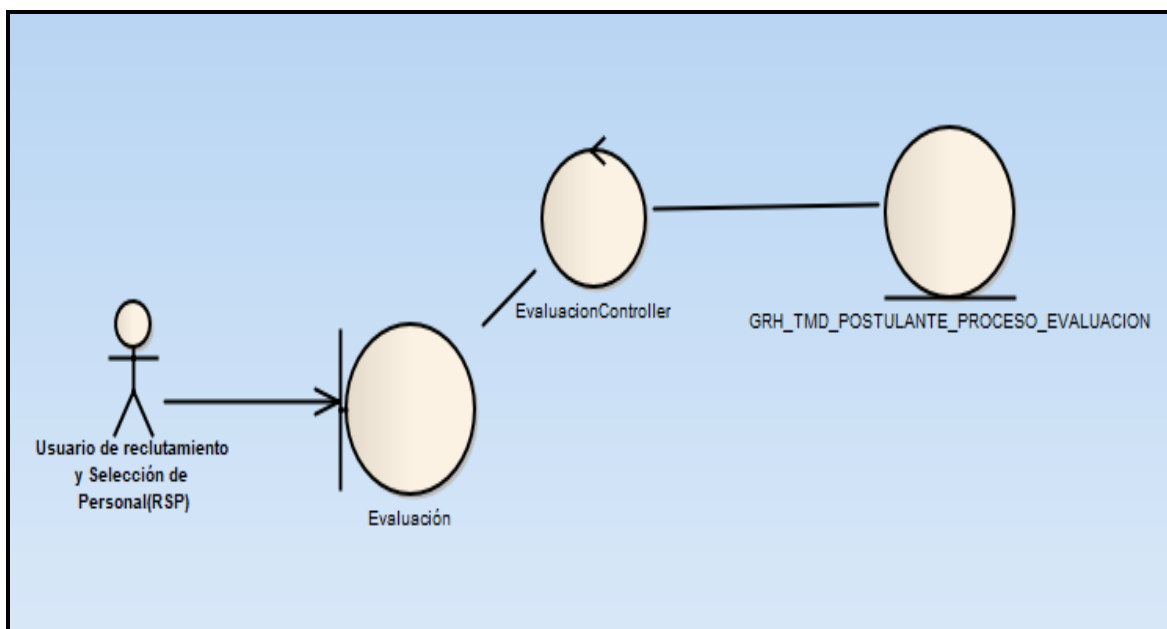 EvaluacionController
GRH_TMD_POSTULANTE_PROCESO_EVALUACION
Usuario de reclutamiento
y Selección de
Personal(RSP)
Evaluación